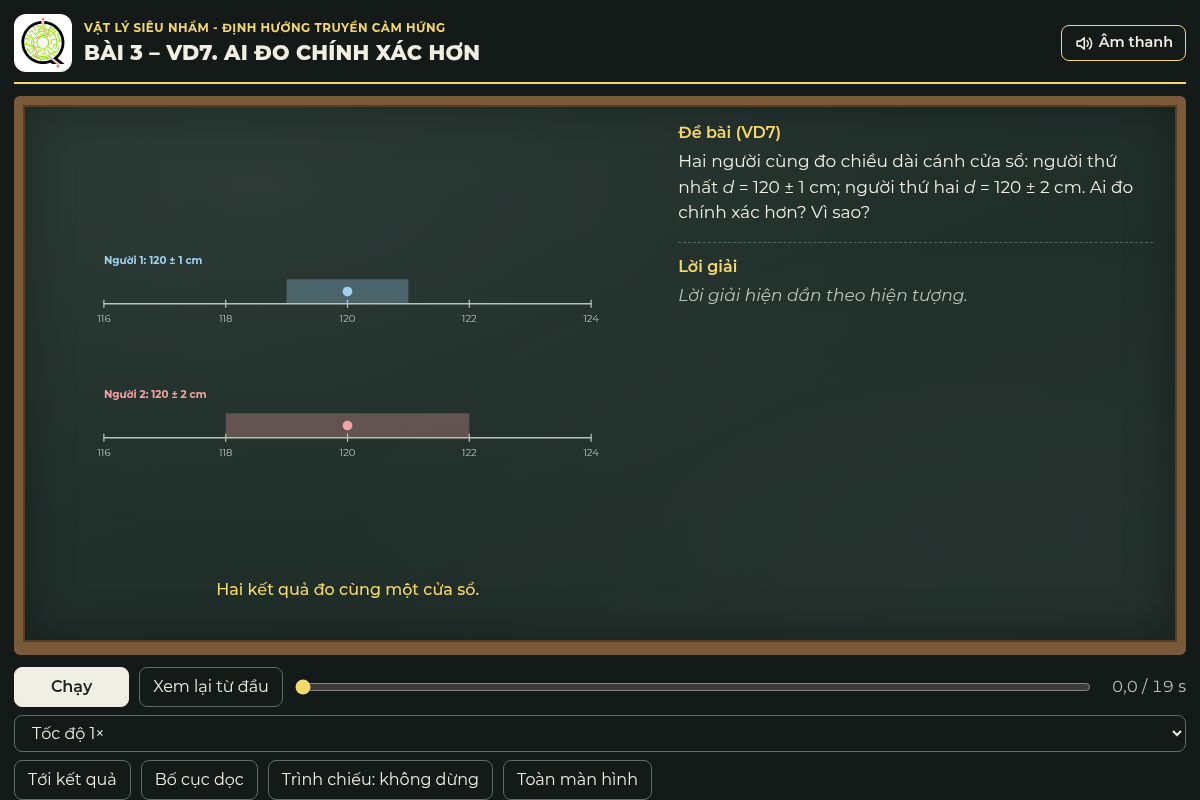 VẬT LÝ SIÊU NHẨM - ĐỊNH HƯỚNG TRUYỀN CẢM HỨNG
BÀI 3 – VD7. AI ĐO CHÍNH XÁC HƠN
Âm thanh
Đề bài (VD7)
Hai người cùng đo chiều dài cánh cửa sổ: người thứ
nhất d = 120 ± 1 cm; người thứ hai d = 120 ± 2 cm. Ai đo
chính xác hơn? Vì sao?
Lời giải
Lời giải hiện dần theo hiện tượng.
Người 1: 120 ± 1 cm
116 118 120 122 124
Người 2: 120 ± 2 cm
116 118 120 122 124
Hai kết quả đo cùng một cửa sổ.
Chạy
Xem lại từ đầu
0,0 / 19 s
Tốc độ 1×
Tới kết quả
Bố cục dọc
Trình chiếu: không dừng
Toàn màn hình